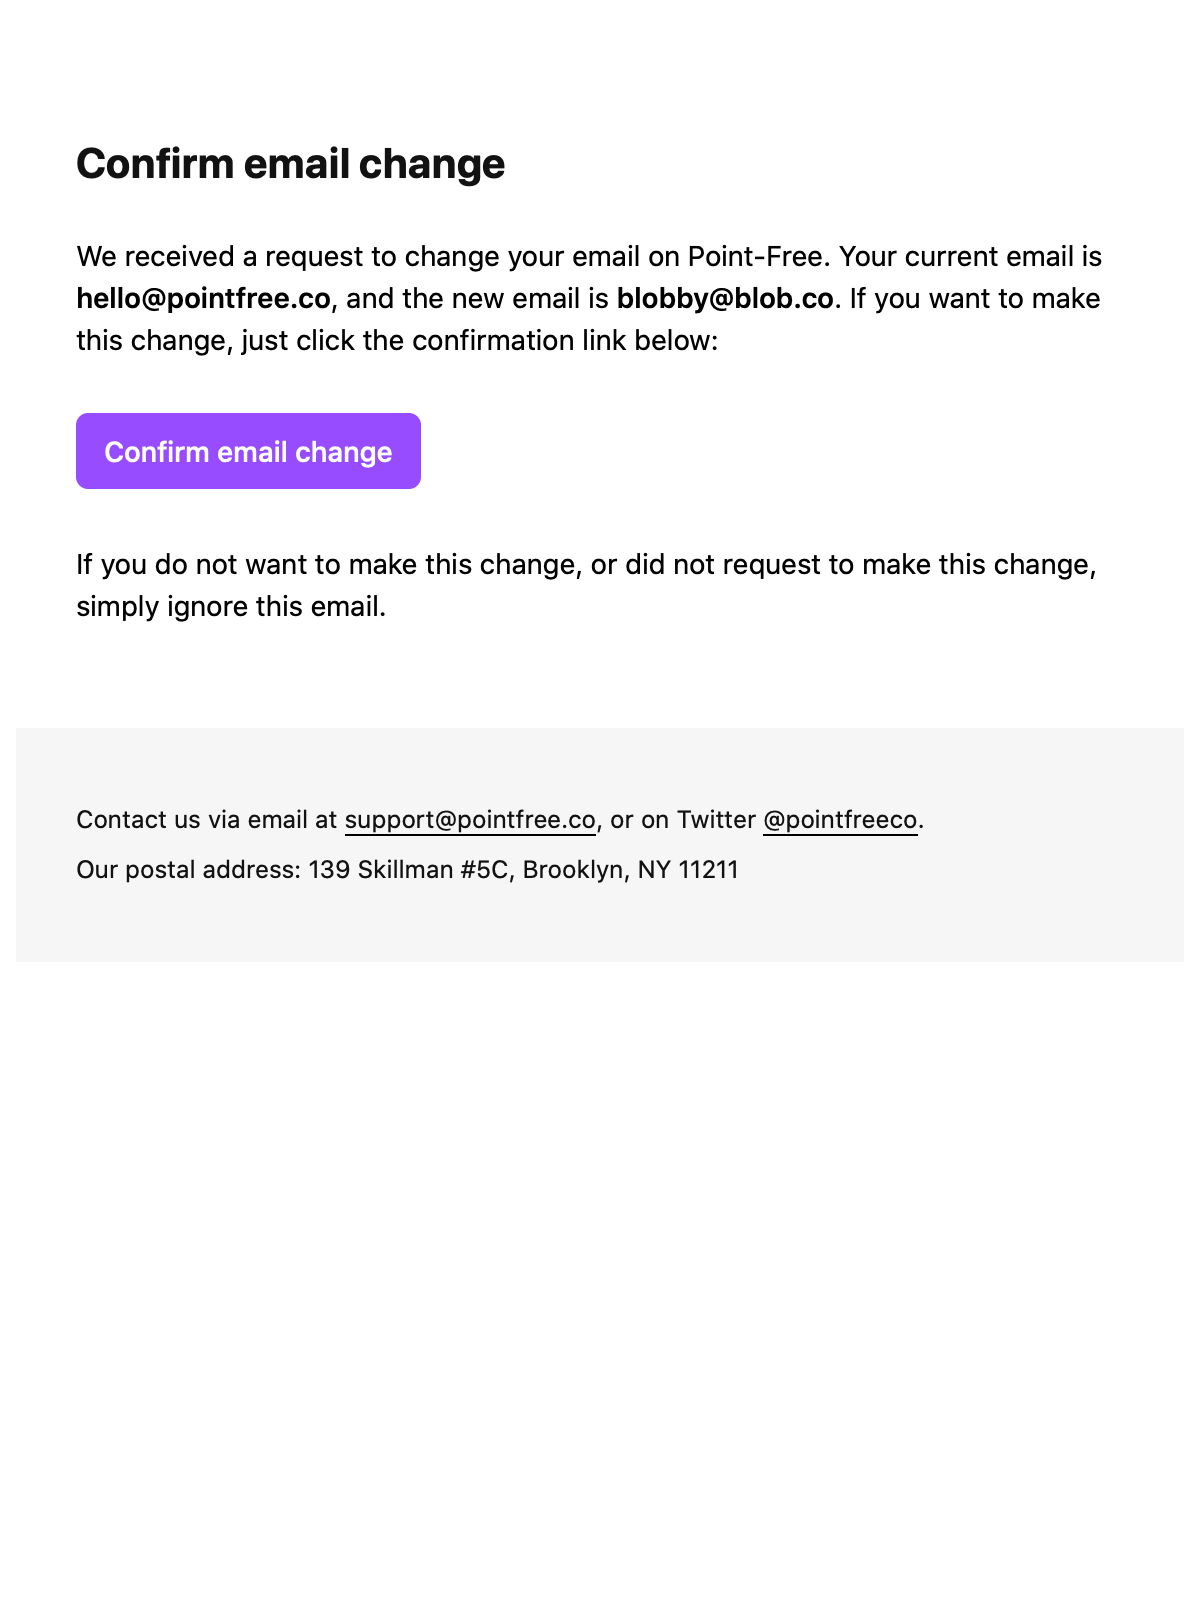 Confirm email change
We received a request to change your email on Point-Free. Your current email is
hello@pointfree.co, and the new email is blobby@blob.co. If you want to make
this change, just click the confirmation link below:
Confirm email change
If you do not want to make this change, or did not request to make this change,
simply ignore this email.
Contact us via email at support@pointfree.co, or on Twitter @pointfreeco.
Our postal address: 139 Skillman #5C, Brooklyn, NY 11211